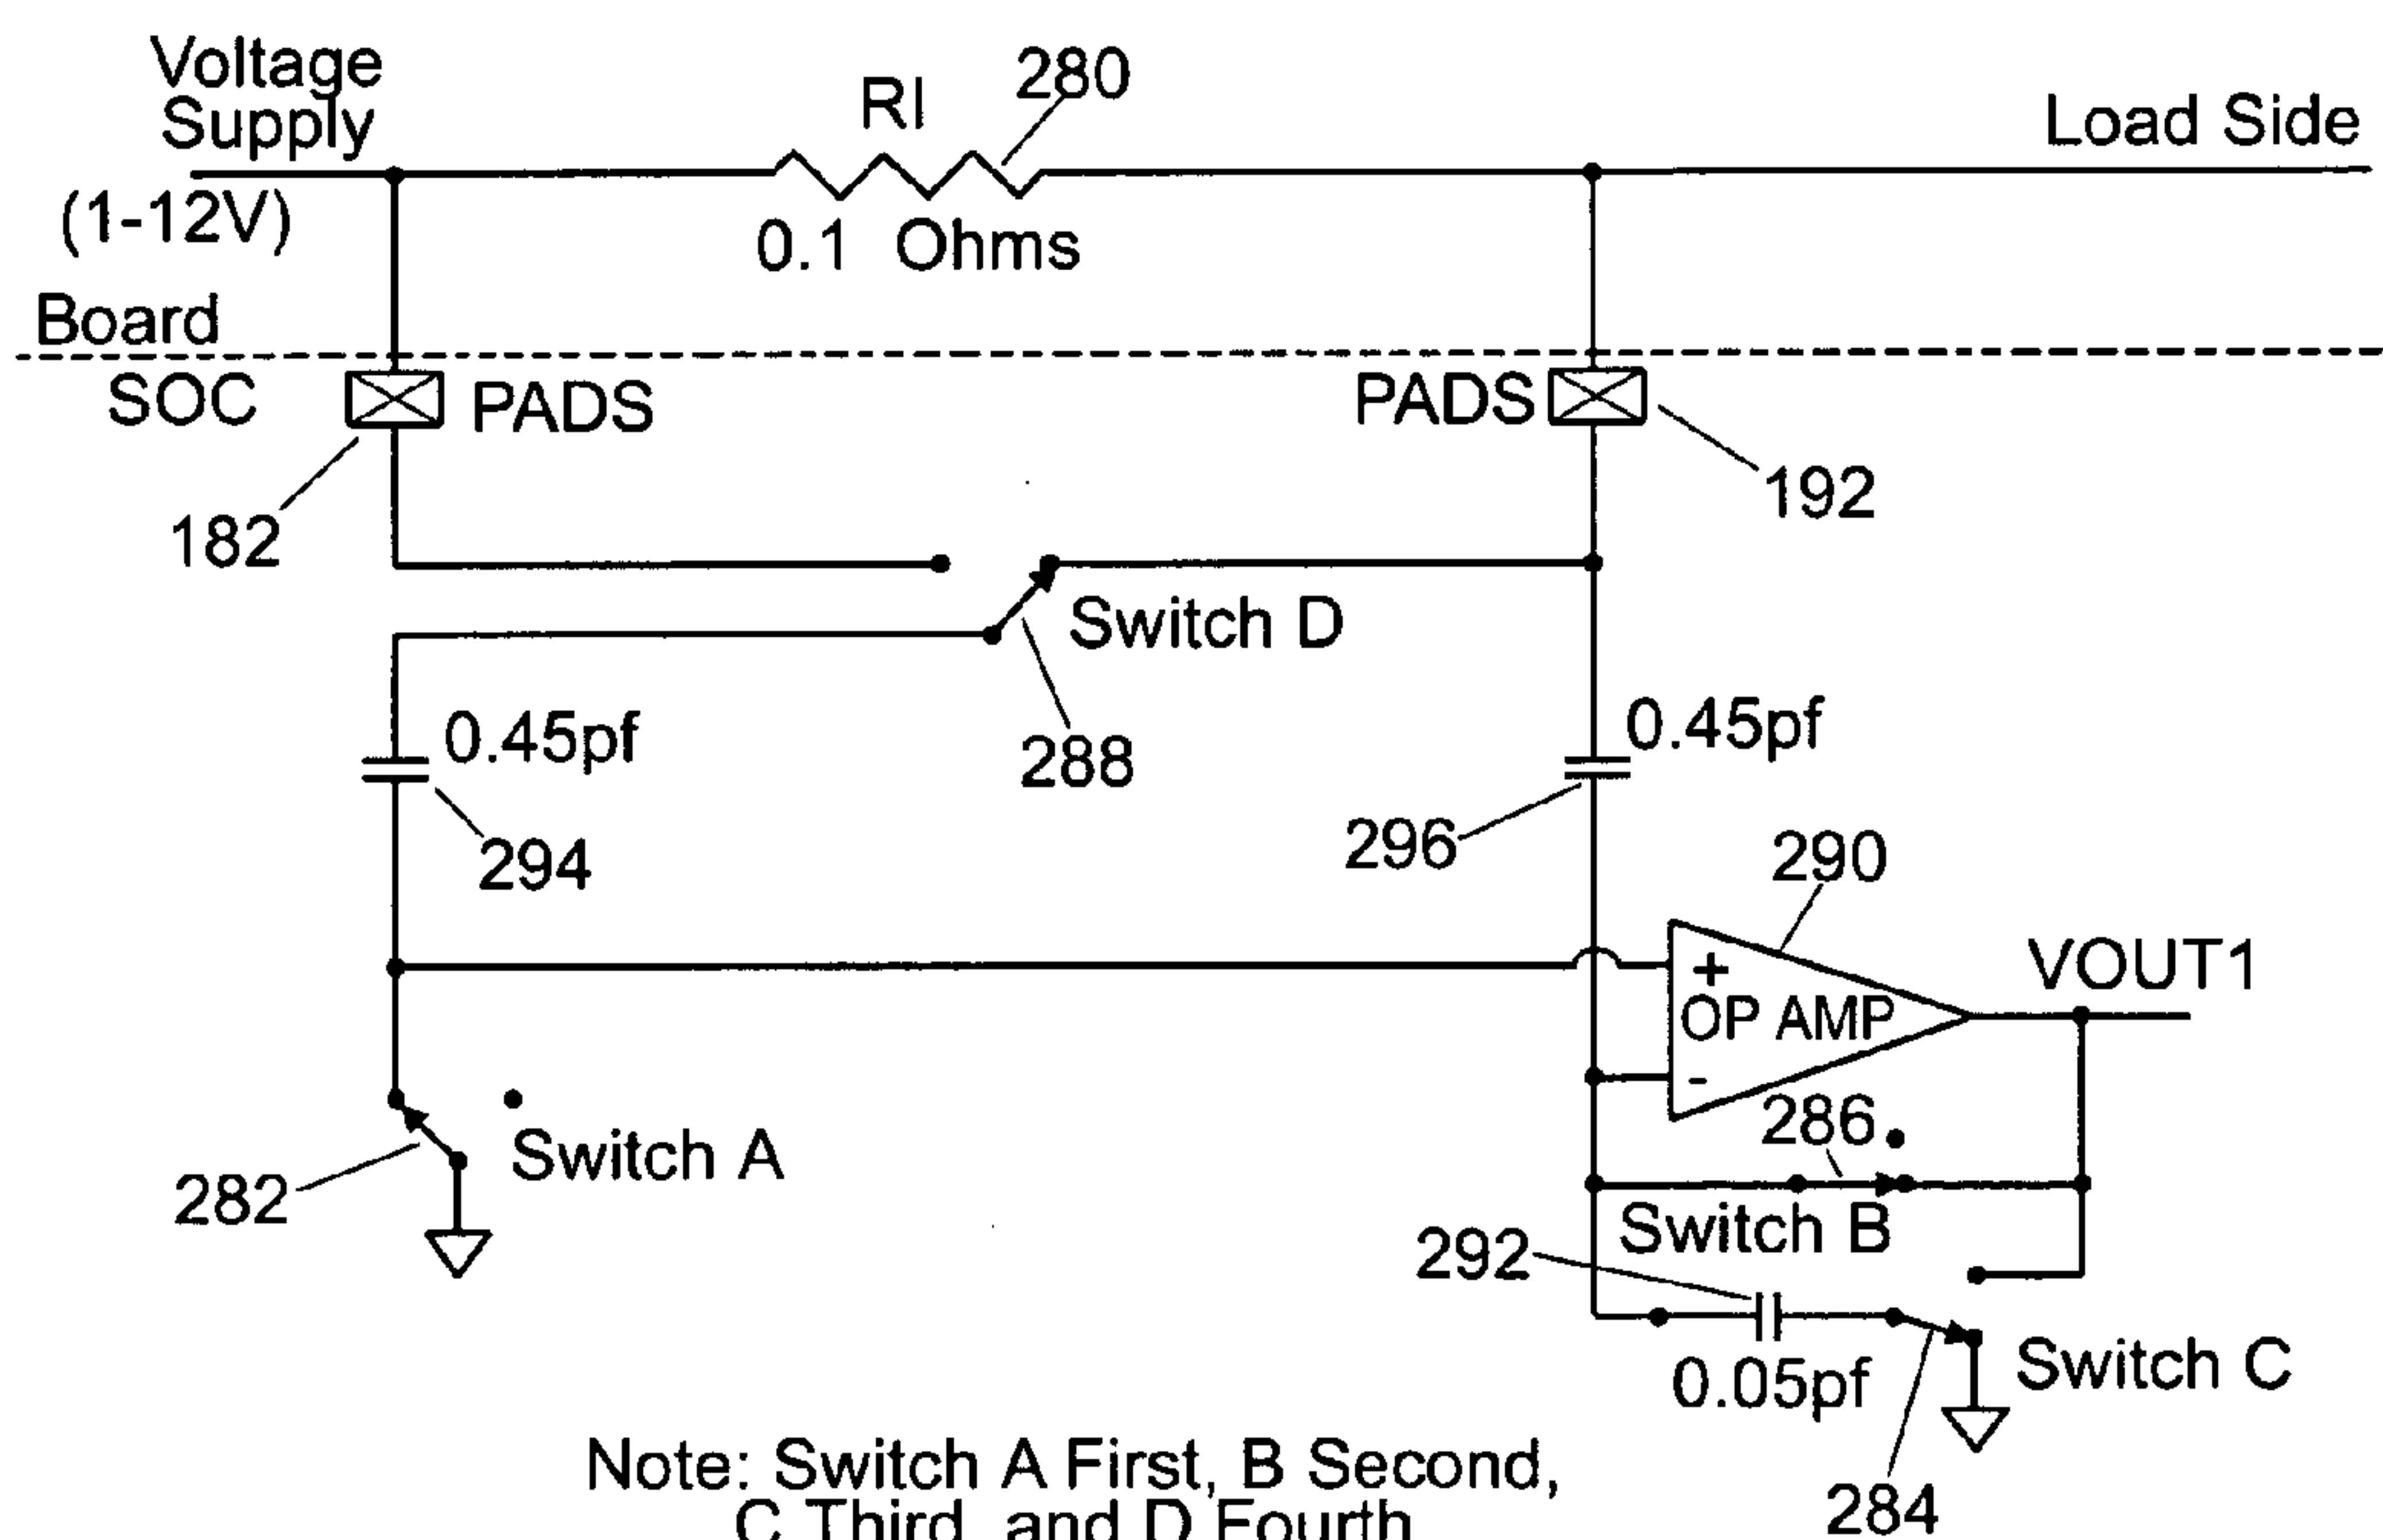 Voltage
Supply
(1-12V)
RI
280
0.1 Ohms
Load Side
Board
SOC
PADS
PADS
182
192
Switch D
288
0.45pf
294
0.45pf
296
290
+
OP AMP
-
VOUT1
286
Switch A
282
Switch B
292
0.05pf
Switch C
284
Note: Switch A First, B Second,
C Third, and D Fourth